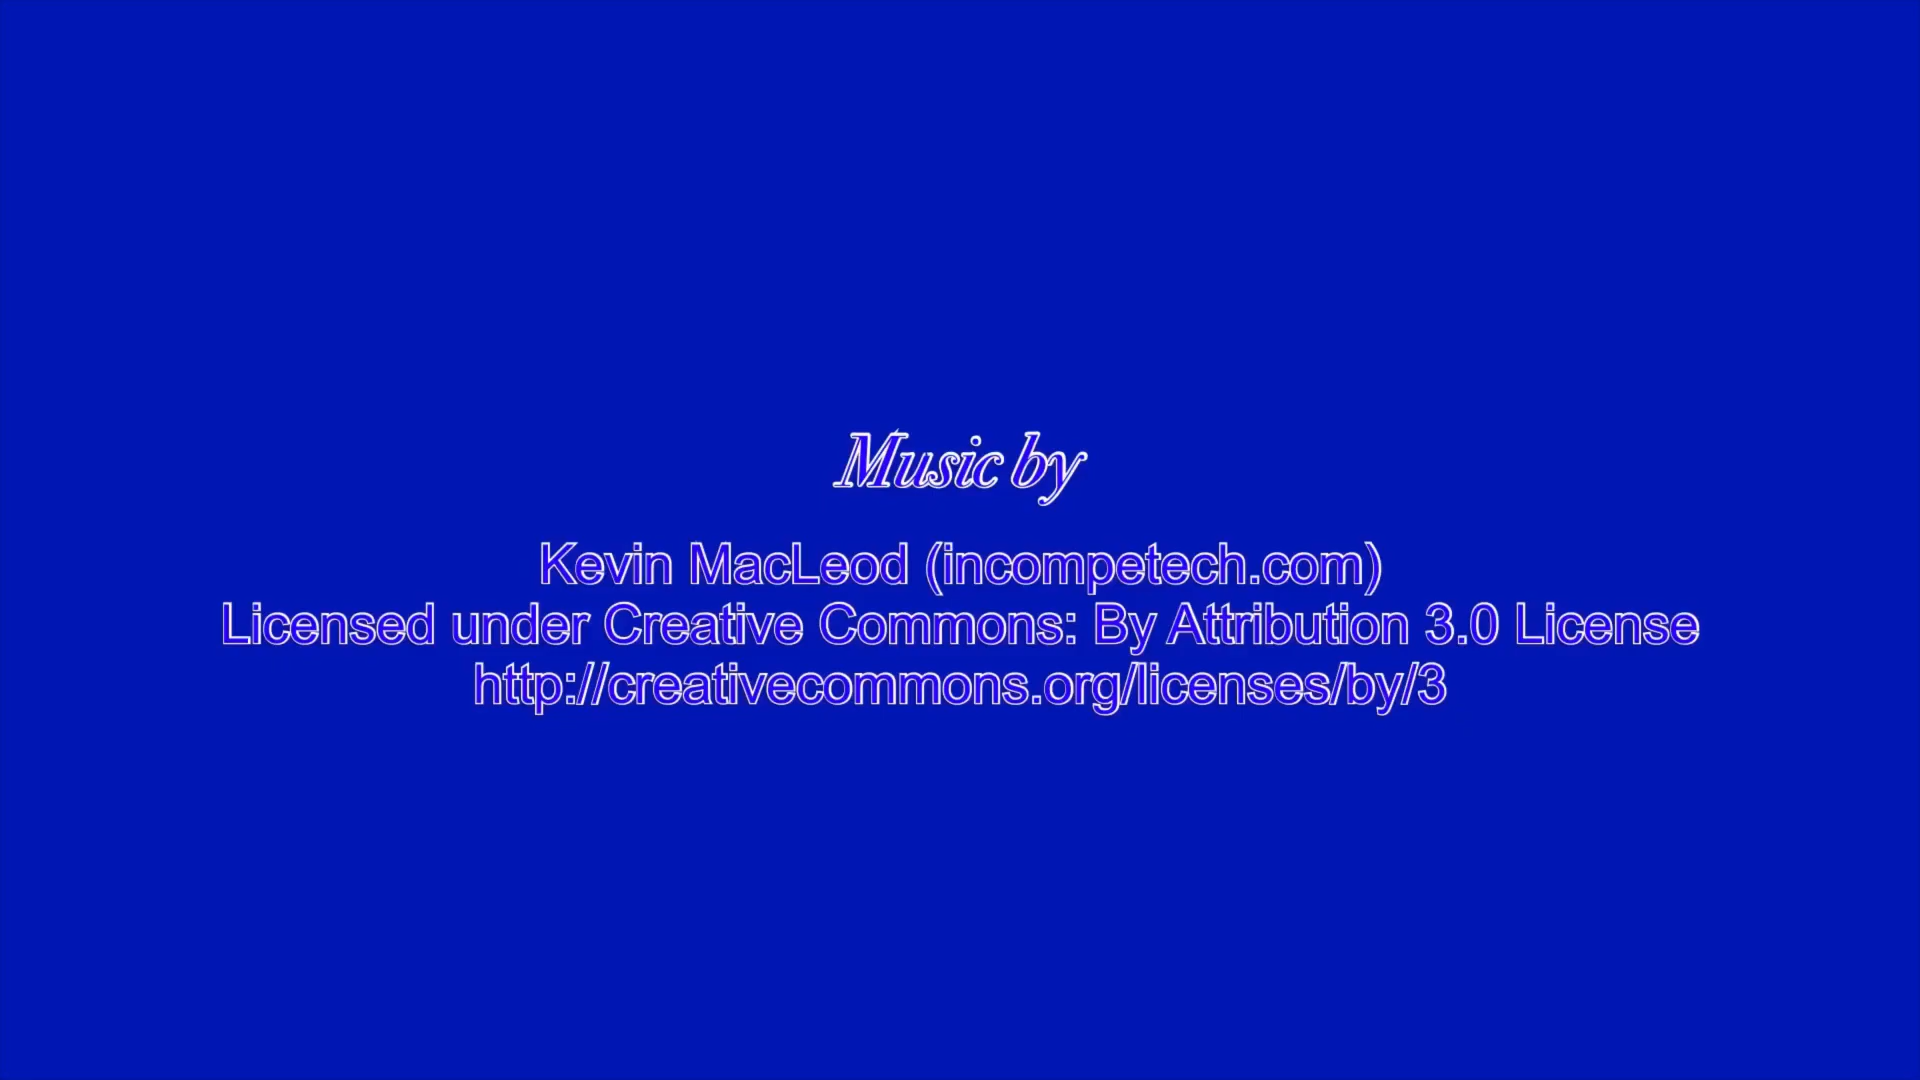 Music by
Kevin MacLeod (incompetech.com)
Licensed under Creative Commons: By Attribution 3.0 License
http://creativecommons.org/licenses/by/3